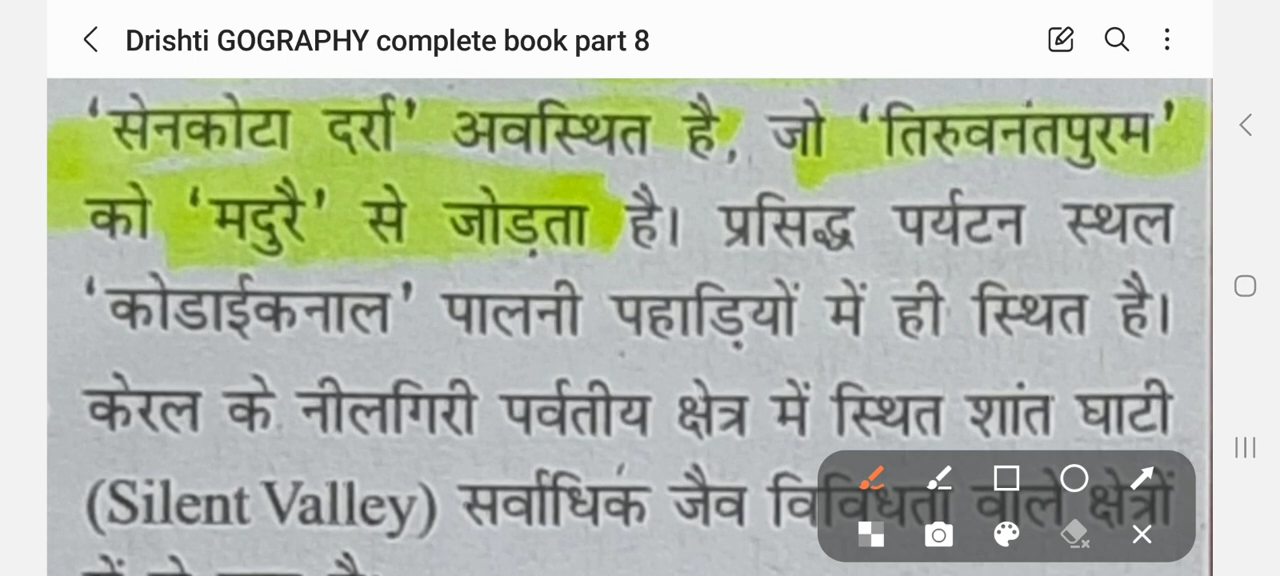 Drishti GOGRAPHY complete book part 8
‘सेनकोटा दर्रा’ अवस्थित है, जो ‘तिरुवनंतपुरम’
को ‘मदुरै’ से जोड़ता है। प्रसिद्ध पर्यटन स्थल
‘कोडाईकनाल’ पालनी पहाड़ियों में ही स्थित है।
केरल के नीलगिरी पर्वतीय क्षेत्र में स्थित शांत घाटी
(Silent Valley) सर्वाधिक जैव विविधता वाले क्षेत्रों